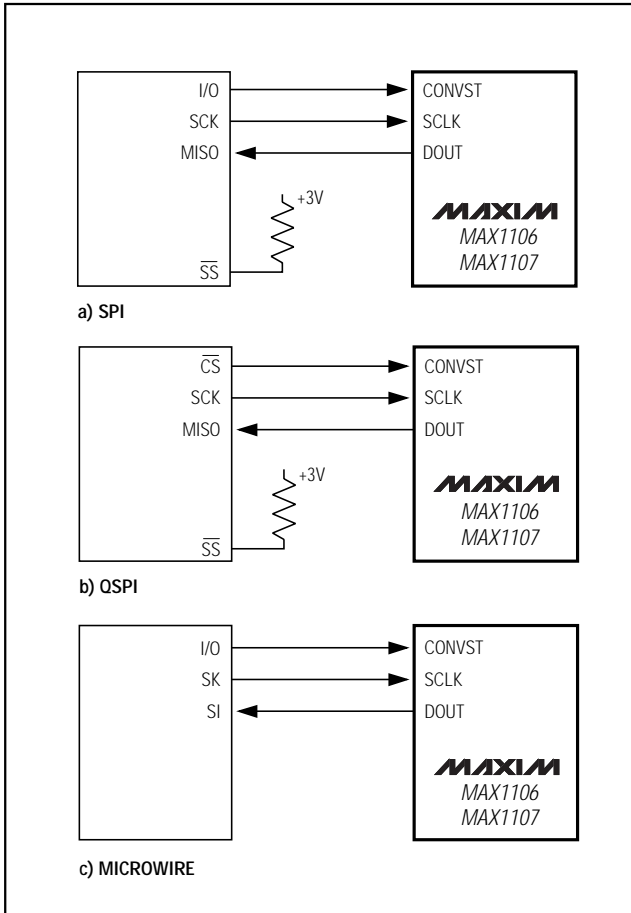 I/O CONVST
SCK SCLK
MISO DOUT
+3V
MAXIM
MAX1106
MAX1107
SS
a) SPI
CS CONVST
SCK SCLK
MISO DOUT
+3V
MAXIM
MAX1106
MAX1107
SS
b) QSPI
I/O CONVST
SK SCLK
SI DOUT
MAXIM
MAX1106
MAX1107
c) MICROWIRE